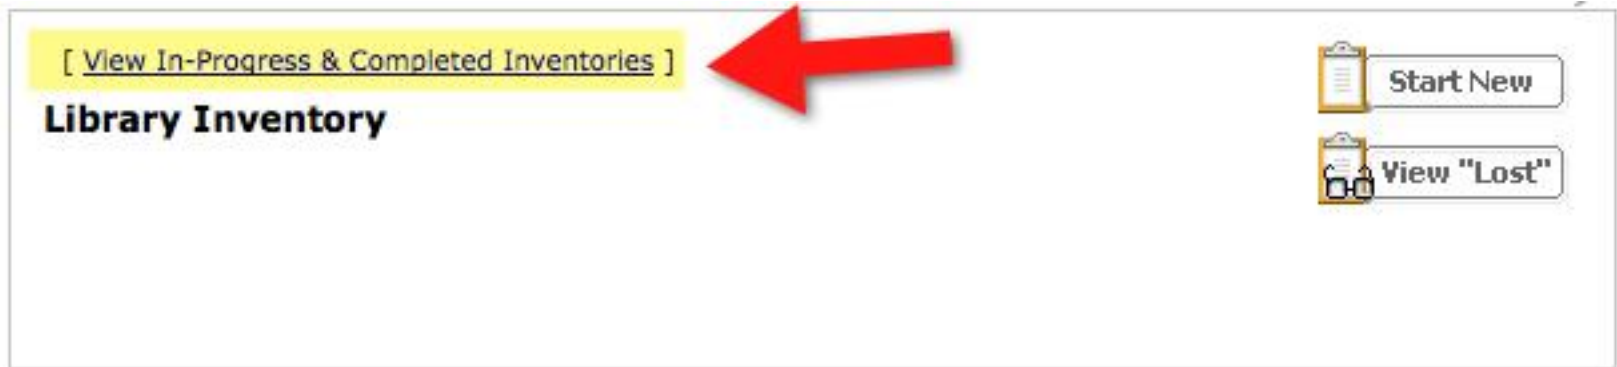 [ View In-Progress & Completed Inventories ]
Library Inventory
Start New
View "Lost"